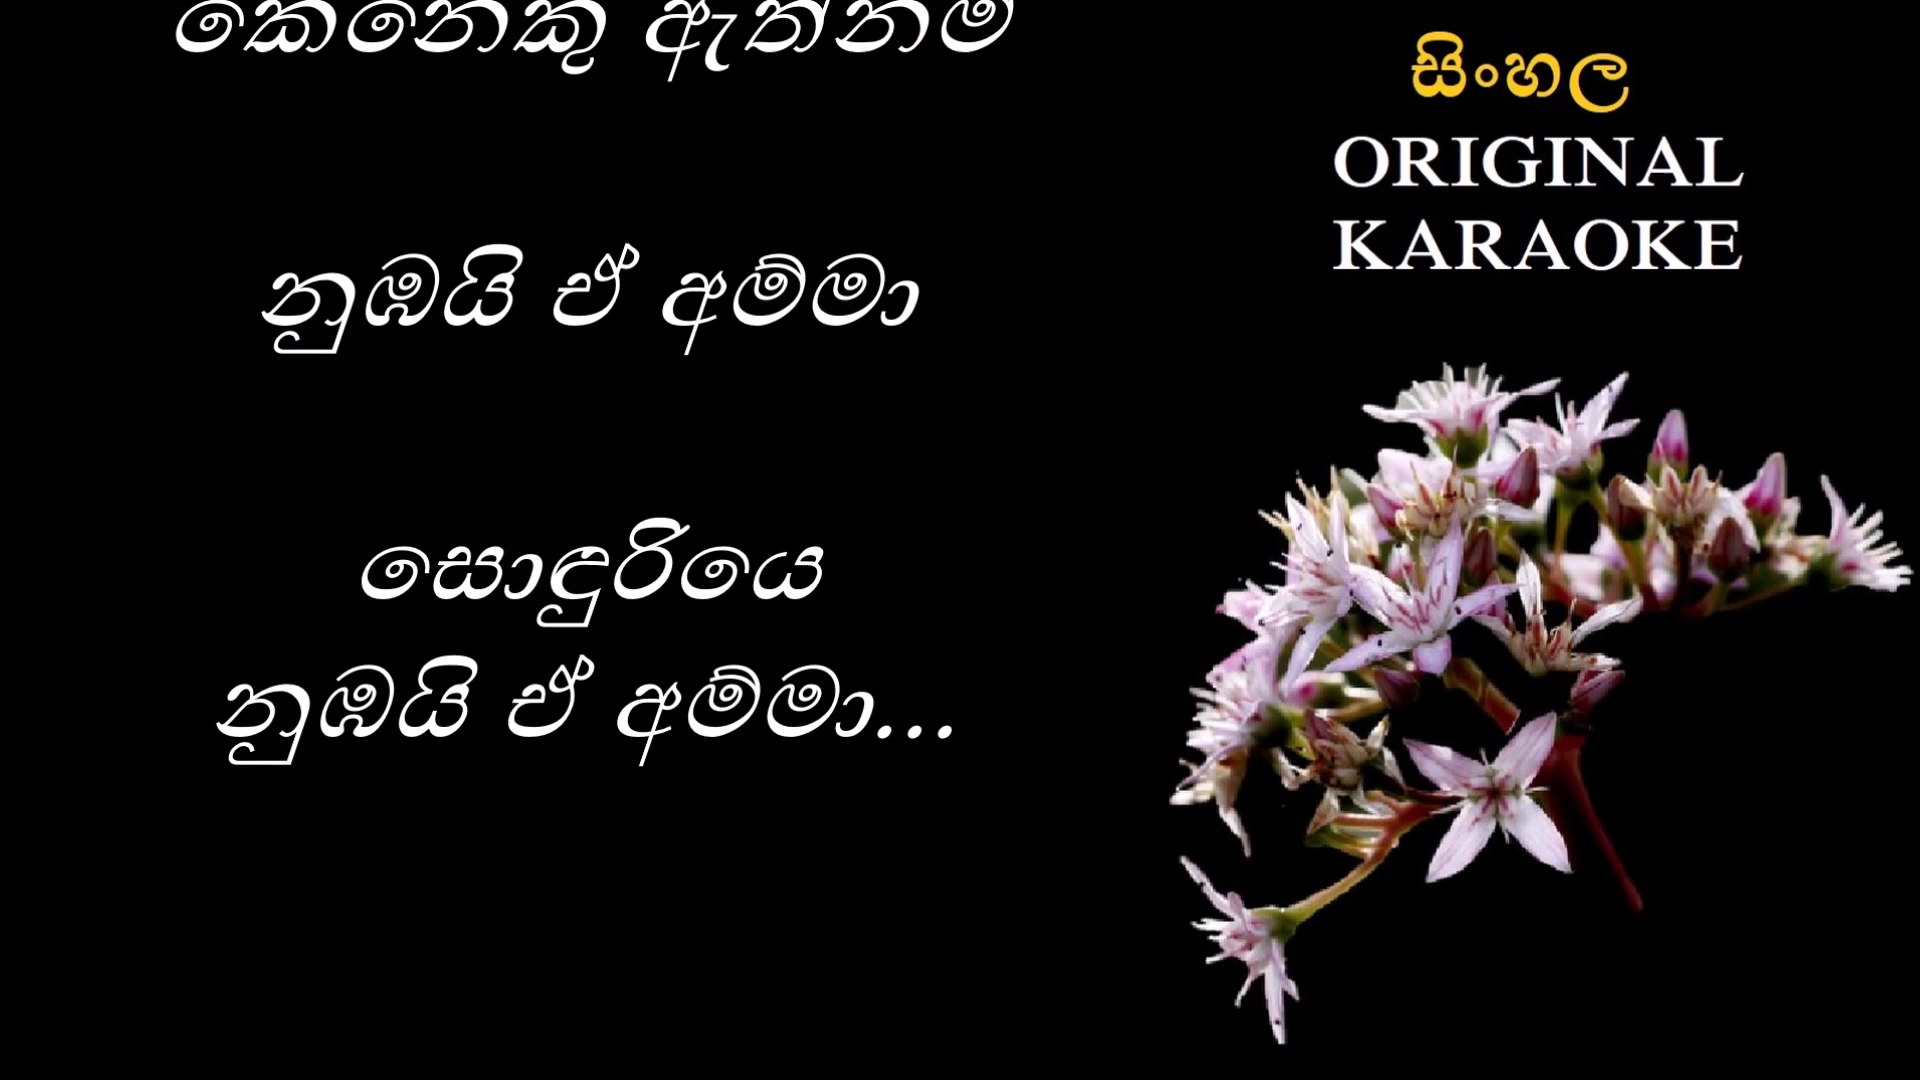 කෙනෙකු ඇත්නම්
නුඹයි ඒ අම්මා
සොඳුරියෙ
නුඹයි ඒ අම්මා...
සිංහල
ORIGINAL
KARAOKE